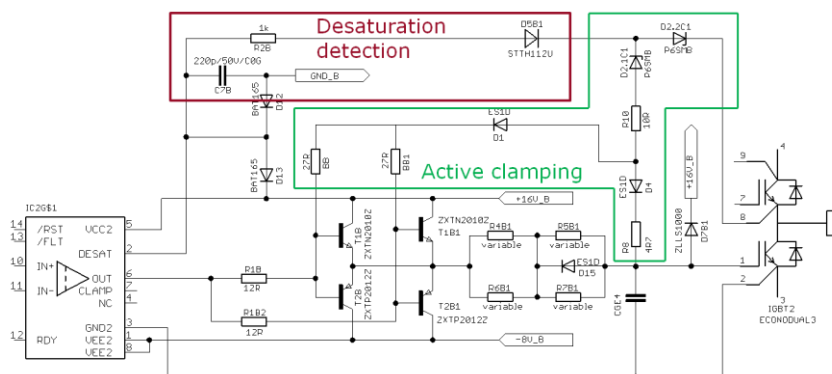 Desaturation
detection
1k
R2B
D5B1
STTH112U
D2.2C1
P6SMB
220p/50V/C0G
C7B
GND_B
BAT165
D12
D2.1C1
P6SMB
R10
10R
ES1D
D1
27R
BB
27R
BB1
Active clamping
BAT165
D13
ES1D
D4
+16V_B
+16V_B
ZLLS1000
D7B1
IC2G$1
14
13
/RST
/FLT
VCC2
5
DESAT
2
10
IN+
OUT
6
11
IN-
CLAMP
7
NC
4
GND2
3
12
RDY
VEE2
1
VEE2
8
R1B
12R
R1B2
12R
T1B
ZXTN2010Z
ZXTN2010Z
T1B1
T2B
ZXTP2012Z
T2B1
ZXTP2012Z
R4B1
variable
R5B1
variable
ES1D
D15
R6B1
variable
R7B1
variable
R8
4R7
CGE4
-8V_B
9
4
7
8
1
2
3
IGBT2
ECONODUAL3